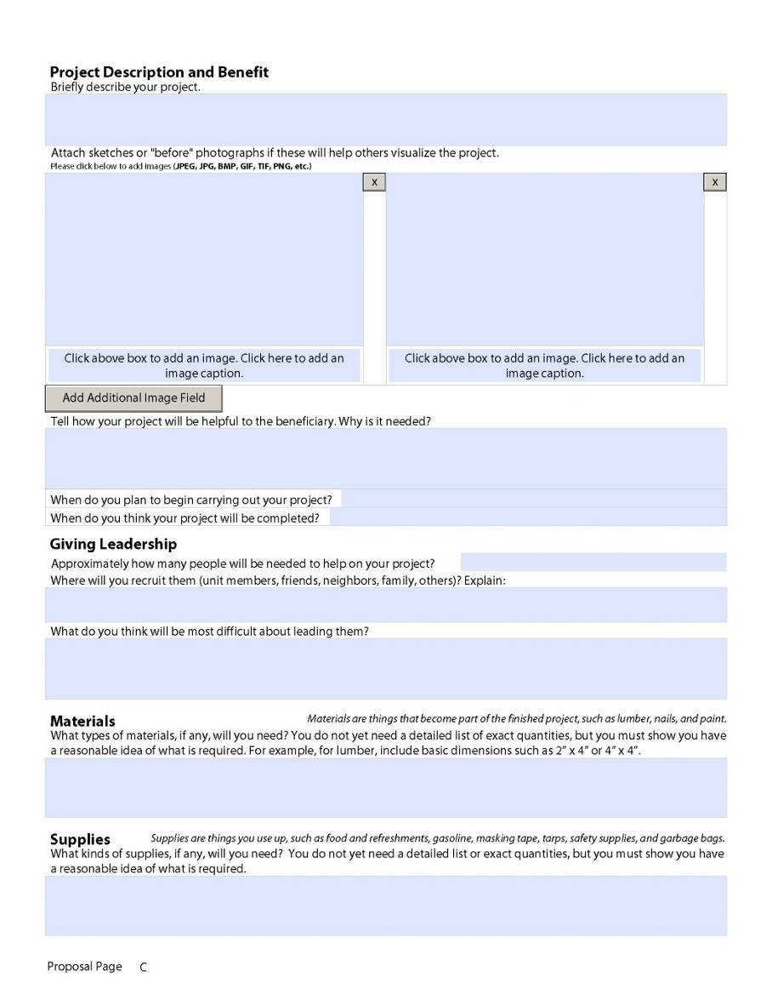 Project Description and Benefit
Briefly describe your project.
Attach sketches or "before" photographs if these will help others visualize the project.
Please click below to add images (JPEG, JPG, BMP, GIF, TIF, PNG, etc.)
X
X
Click above box to add an image. Click here to add an
image caption.
Click above box to add an image. Click here to add an
image caption.
Add Additional Image Field
Tell how your project will be helpful to the beneficiary. Why is it needed?
When do you plan to begin carrying out your project?
When do you think your project will be completed?
Giving Leadership
Approximately how many people will be needed to help on your project?
Where will you recruit them (unit members, friends, neighbors, family, others)? Explain:
What do you think will be most difficult about leading them?
Materials Materials are things that become part of the finished project, such as lumber, nails, and paint.
What types of materials, if any, will you need? You do not yet need a detailed list of exact quantities, but you must show you have
a reasonable idea of what is required. For example, for lumber, include basic dimensions such as 2” x 4” or 4” x 4”.
Supplies Supplies are things you use up, such as food and refreshments, gasoline, masking tape, tarps, safety supplies, and garbage bags.
What kinds of supplies, if any, will you need? You do not yet need a detailed list or exact quantities, but you must show you have
a reasonable idea of what is required.
Proposal Page C